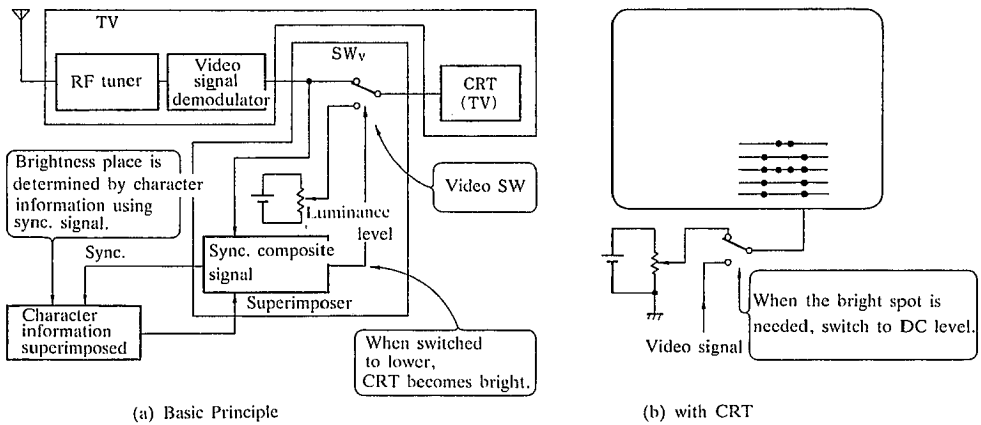 TV
SWv
RF tuner
Video
signal
demodulator
CRT
(TV)
Brightness place is
determined by character
information using
sync. signal.
Video SW
Luminance
level
Sync.
Sync. composite
signal
Superimposer
Character
information
superimposed
When switched
to lower,
CRT becomes bright.
(a) Basic Principle
When the bright spot is
needed, switch to DC level.
Video signal
(b) with CRT